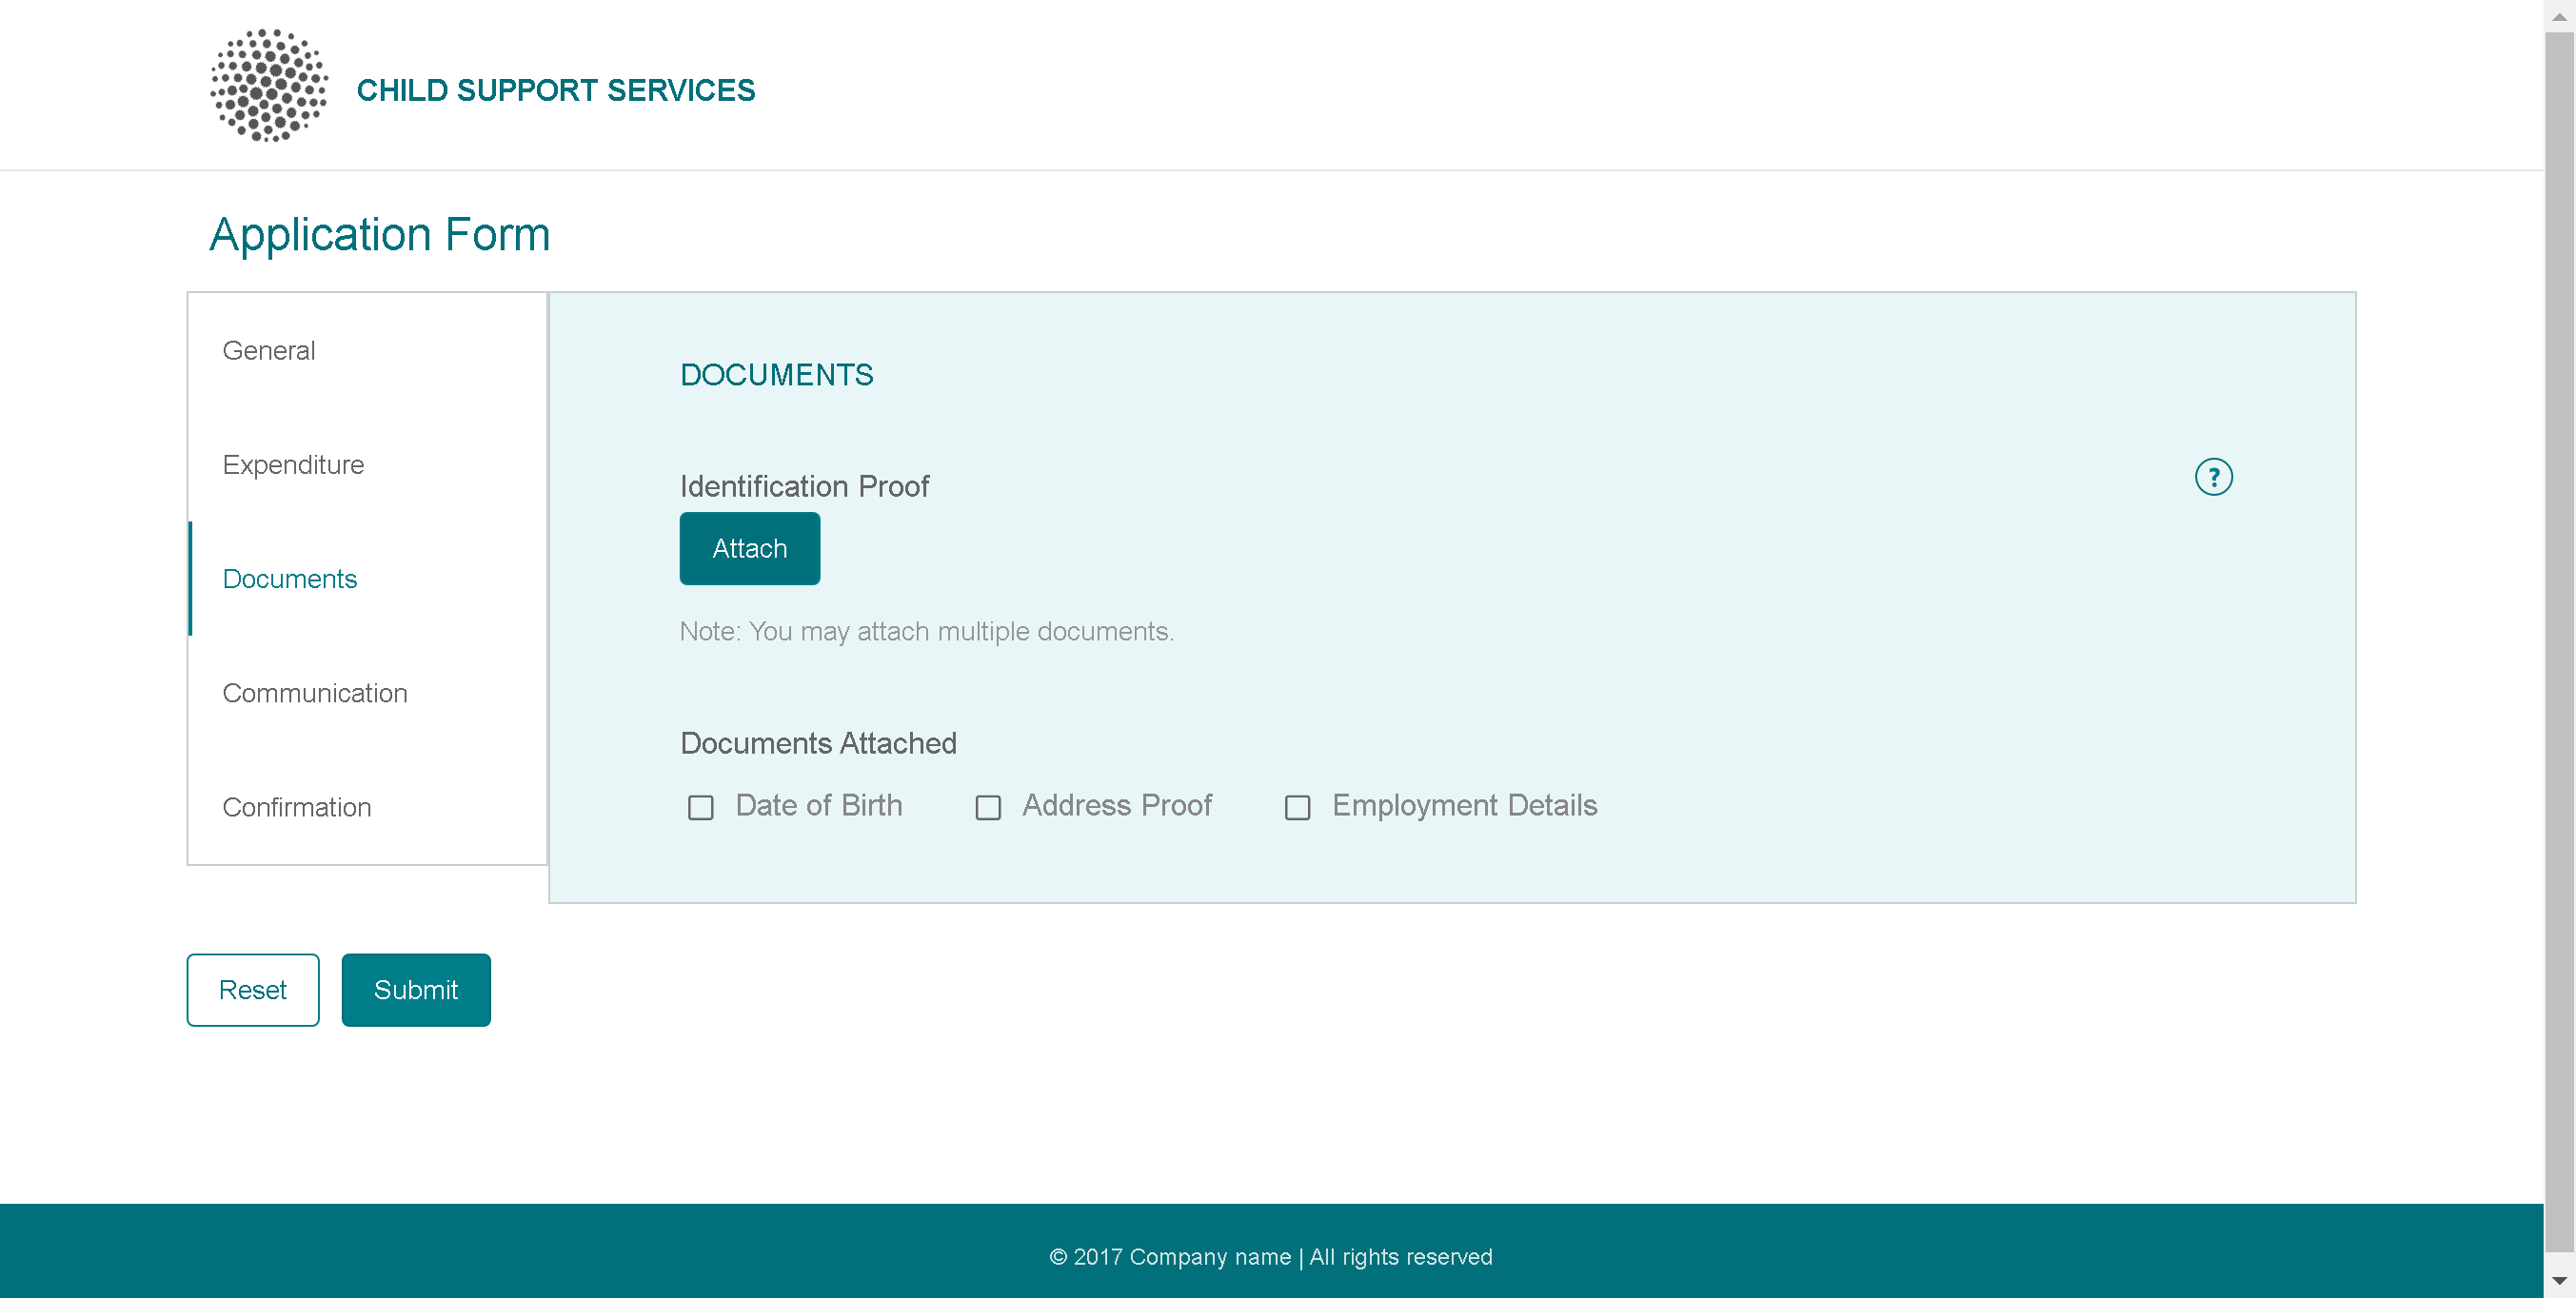 CHILD SUPPORT SERVICES
Application Form
General
Expenditure
Documents
Communication
Confirmation
DOCUMENTS
Identification Proof
?
Attach
Note: You may attach multiple documents.
Documents Attached
Date of Birth Address Proof Employment Details
Reset Submit
© 2017 Company name | All rights reserved